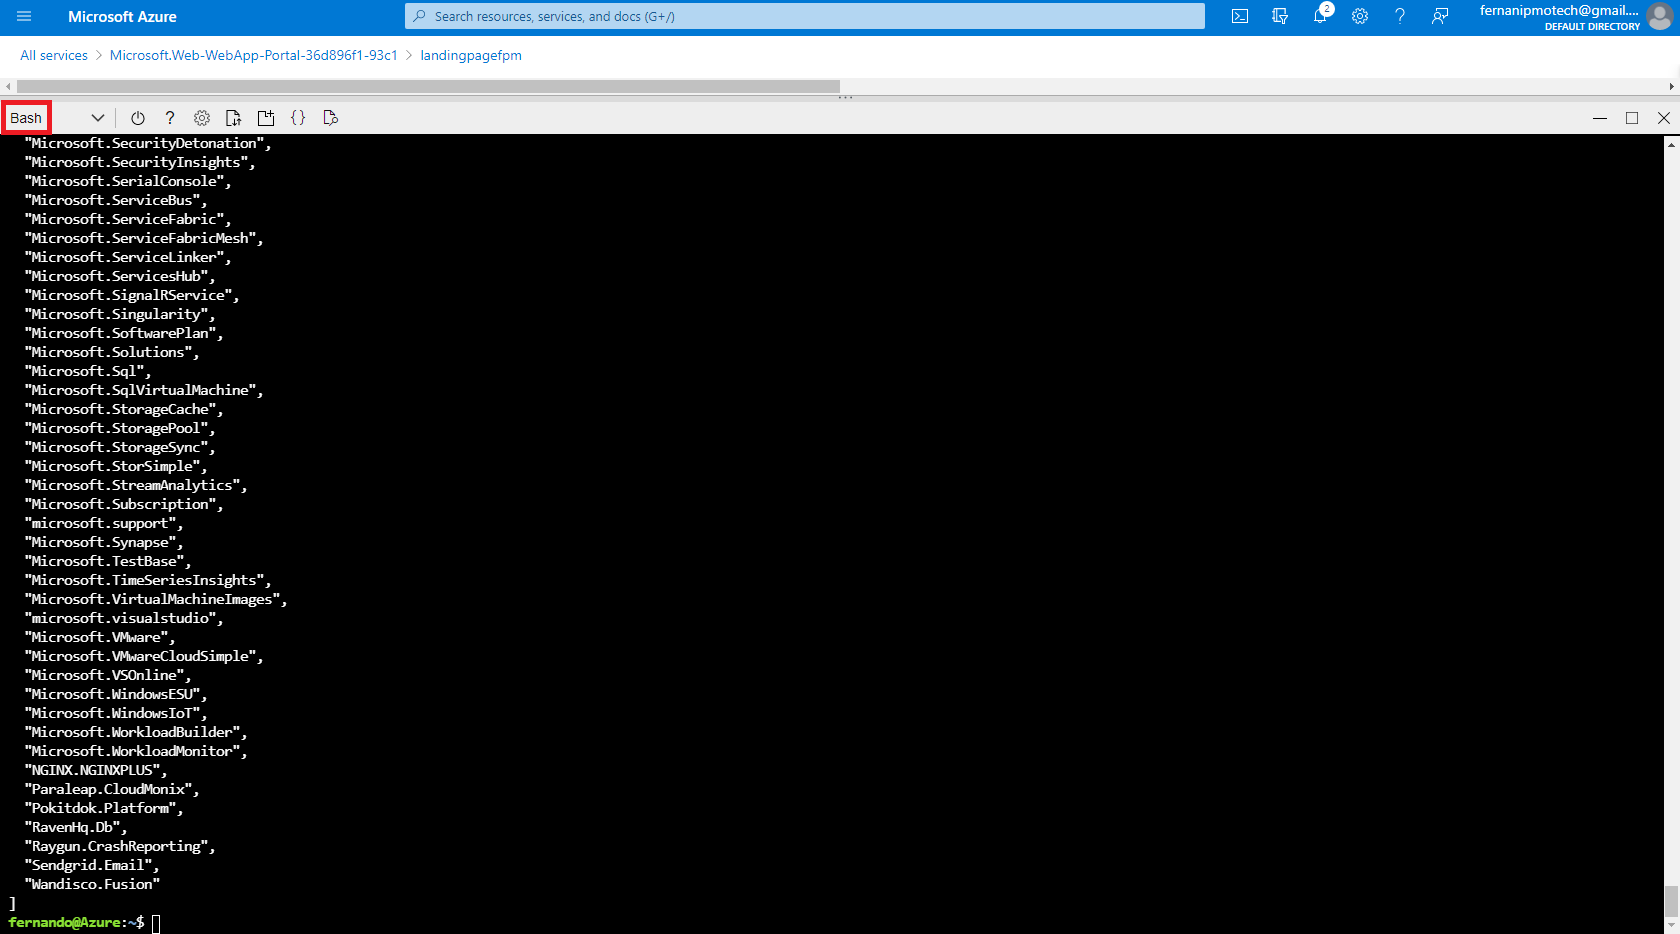 Microsoft Azure
Search resources, services, and docs (G+/)
2
fernanipmotech@gmail....
DEFAULT DIRECTORY
All services > Microsoft.Web-WebApp-Portal-36d896f1-93c1 > landingpagefpm
Bash
"Microsoft.SecurityDetonation",
"Microsoft.SecurityInsights",
"Microsoft.SerialConsole",
"Microsoft.ServiceBus",
"Microsoft.ServiceFabric",
"Microsoft.ServiceFabricMesh",
"Microsoft.ServiceLinker",
"Microsoft.ServicesHub",
"Microsoft.SignalRService",
"Microsoft.Singularity",
"Microsoft.SoftwarePlan",
"Microsoft.Solutions",
"Microsoft.Sql",
"Microsoft.SqlVirtualMachine",
"Microsoft.StorageCache",
"Microsoft.StoragePool",
"Microsoft.StorageSync",
"Microsoft.StorSimple",
"Microsoft.StreamAnalytics",
"Microsoft.Subscription",
"microsoft.support",
"Microsoft.Synapse",
"Microsoft.TestBase",
"Microsoft.TimeSeriesInsights",
"Microsoft.VirtualMachineImages",
"microsoft.visualstudio",
"Microsoft.VMware",
"Microsoft.VMwareCloudSimple",
"Microsoft.VSOnline",
"Microsoft.WindowsESU",
"Microsoft.WindowsIoT",
"Microsoft.WorkloadBuilder",
"Microsoft.WorkloadMonitor",
"NGINX.NGINXPLUS",
"Paraleap.CloudMonix",
"Pokitdok.Platform",
"RavenHq.Db",
"Raygun.CrashReporting",
"Sendgrid.Email",
"Wandisco.Fusion"
]
fernando@Azure:~$